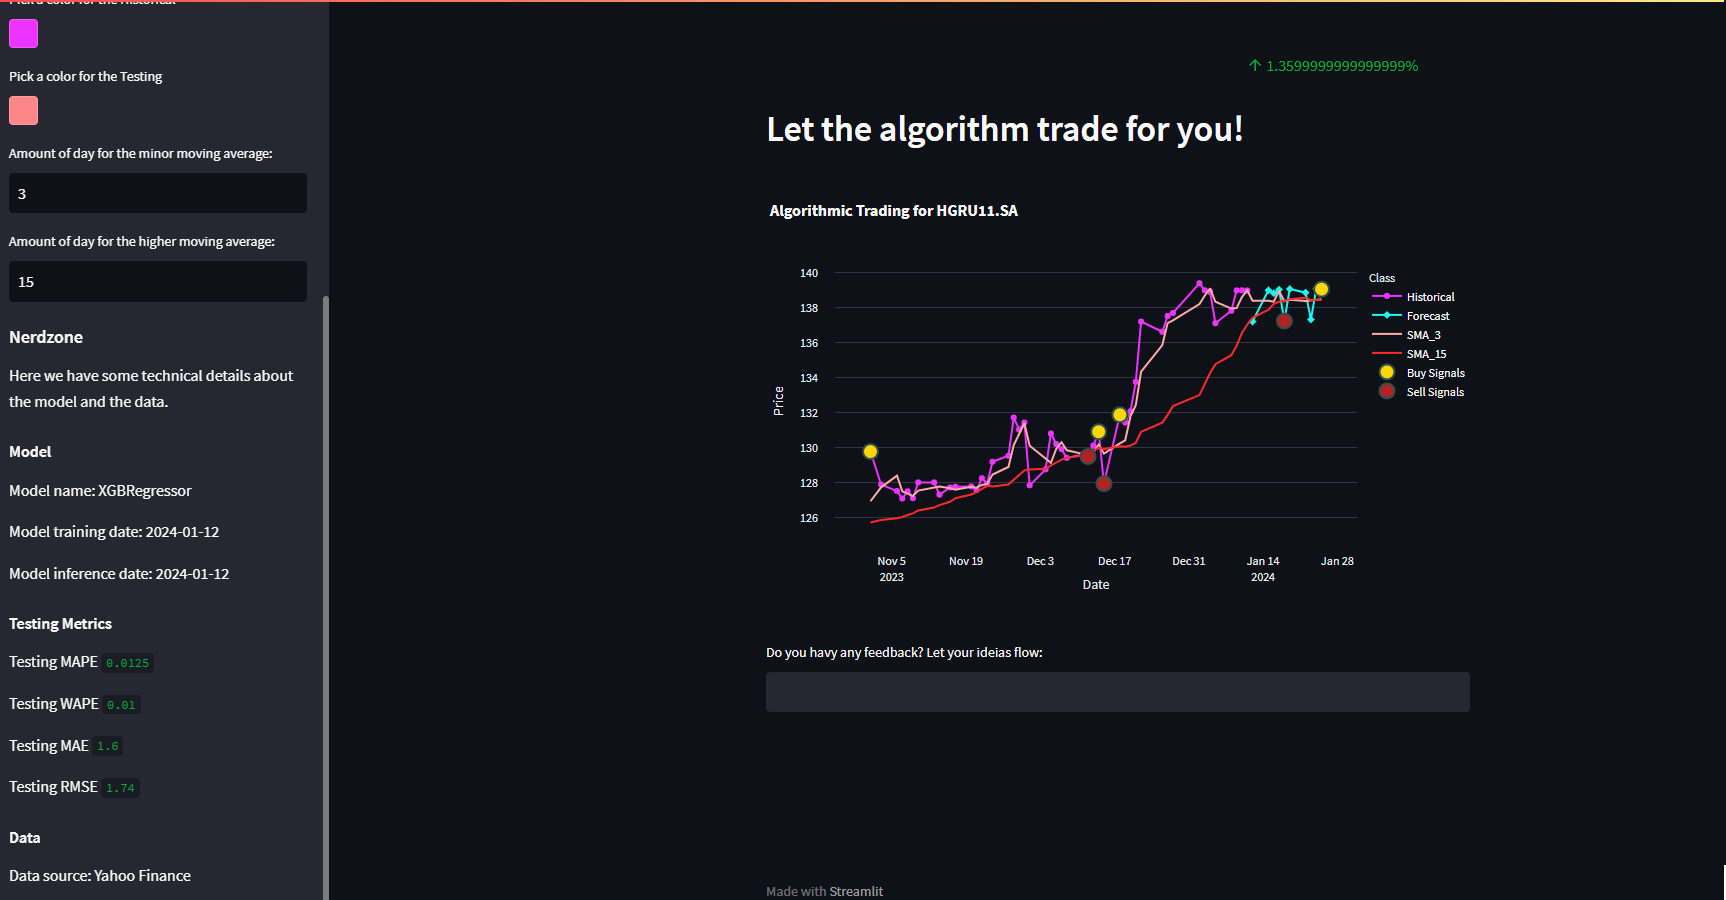 Pick a color for the Historical
Pick a color for the Testing
Amount of day for the minor moving average:
3
Amount of day for the higher moving average:
15
Nerdzone
Here we have some technical details about
the model and the data.
Model
Model name: XGBRegressor
Model training date: 2024-01-12
Model inference date: 2024-01-12
Testing Metrics
Testing MAPE 0.0125
Testing WAPE 0.01
Testing MAE 1.6
Testing RMSE 1.74
Data
Data source: Yahoo Finance
↑ 1.3599999999999999%
Let the algorithm trade for you!
Algorithmic Trading for HGRU11.SA
140
138
136
134
132
130
128
126
Price
Nov 5
2023
Nov 19
Dec 3
Dec 17
Dec 31
Jan 14
2024
Jan 28
Date
Class
Historical
Forecast
SMA_3
SMA_15
Buy Signals
Sell Signals
Do you havy any feedback? Let your ideias flow:
Made with Streamlit